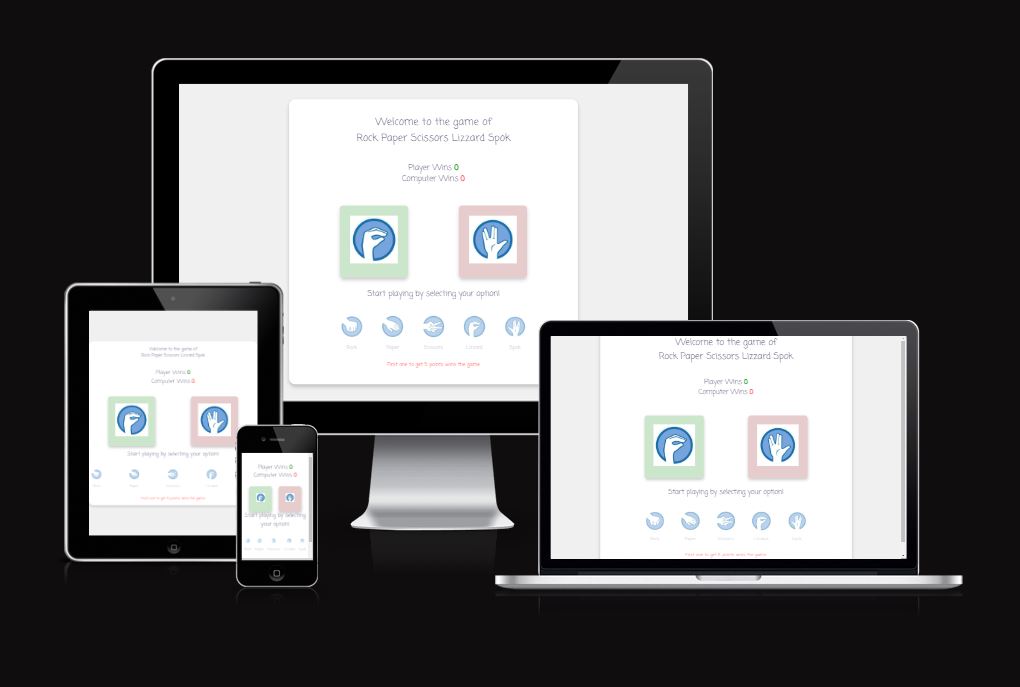 Welcome to the game of
Rock Paper Scissors Lizzard Spok
Player Wins 0
Computer Wins 0
Start playing by selecting your option!
Rock Paper Scissors Lizzard Spok
First one to get 5 points wins the game
Welcome to the game of
Rock Paper Scissors Lizzard Spok
Player Wins 0
Computer Wins 0
Start playing by selecting your option!
First one to get 5 points wins the game
Player Wins 0
Computer Wins 0
Start playing by selecting
your option!
Welcome to the game of
Rock Paper Scissors Lizzard Spok
Player Wins 0
Computer Wins 0
Start playing by selecting your option!
Rock Paper Scissors Lizzard Spok
First one to get 5 points wins the game